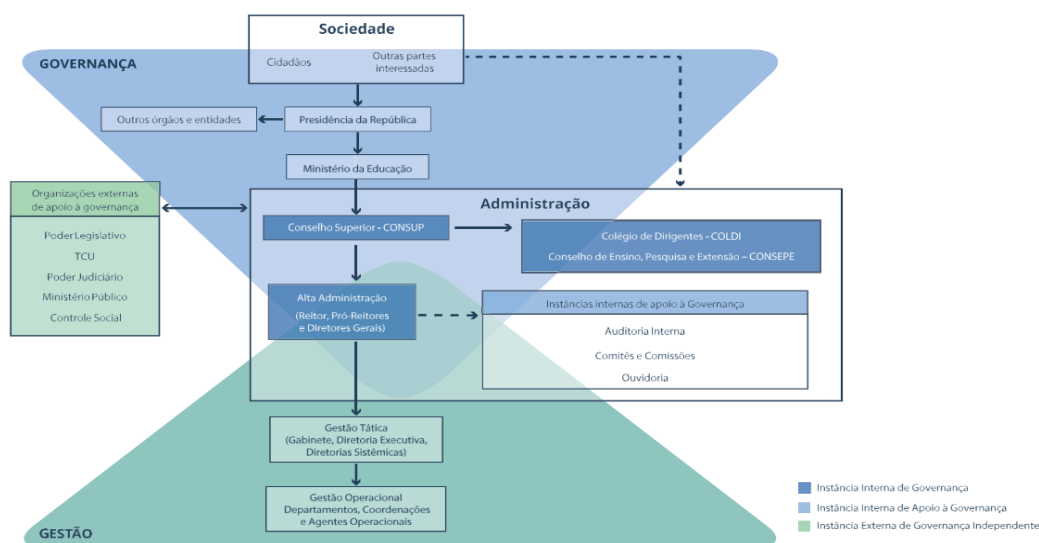 Sociedade
Cidadãos
Outras partes
interessadas
GOVERNANÇA
Outros órgãos e entidades
Presidência da República
Ministério da Educação
Organizações externas
de apoio à governança
Poder Legislativo
TCU
Poder Judiciário
Ministério Público
Controle Social
Administração
Conselho Superior - CONSUP
Colégio de Dirigentes - COLDI
Conselho de Ensino, Pesquisa e Extensão – CONSEPE
Alta Administração
(Reitor, Pró-Reitores
e Diretores Gerais)
Instâncias internas de apoio à Governança
Auditoria Interna
Comitês e Comissões
Ouvidoria
Gestão Tática
(Gabinete, Diretoria Executiva,
Diretorias Sistêmicas)
Gestão Operacional
Departamentos, Coordenações
e Agentes Operacionais
GESTÃO
Instância Interna de Governança
Instância Interna de Apoio à Governança
Instância Externa de Governança Independente